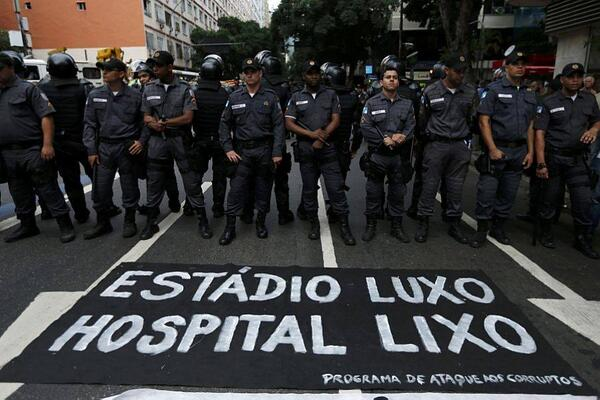 ESTÁDIO LUXO
HOSPITAL LIXO
PROGRAMA DE ATAQUE AOS CORRUPTOS